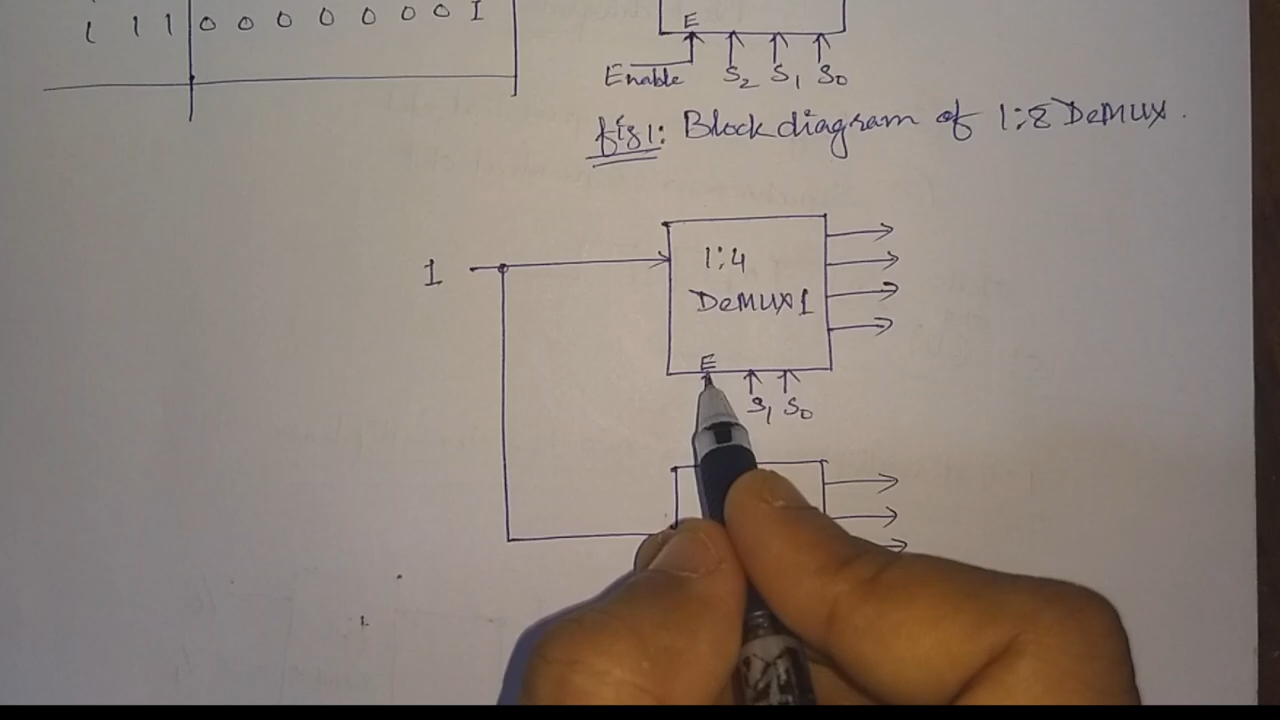 1 1 1 0 0 0 0 0 0 0 1
E
Enable S2 S1 S0
fig1: Block diagram of 1:8 DeMUX.
1
1:4
DeMUX1
E
S1 S0